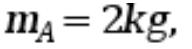 m_A = 2kg,